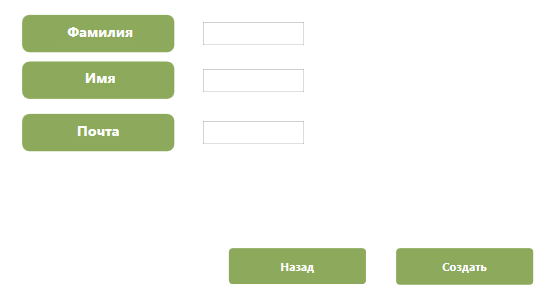 Фамилия
Имя
Почта
Назад
Создать